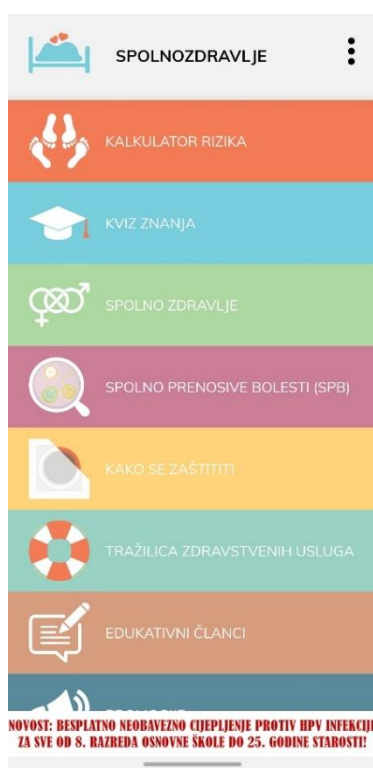 SPOLNOZDRAVLJE
KALKULATOR RIZIKA
KVIZ ZNANJA
SPOLNO ZDRAVLJE
SPOLNO PRENOSIVE BOLESTI (SPB)
KAKO SE ZAŠTITITI
TRAŽILICA ZDRAVSTVENIH USLUGA
EDUKATIVNI ČLANCI
NOVOST: BESPLATNO NEOBAVEZNO CIJEPLJENJE PROTIV HPV INFEKCIJE
ZA SVE OD 8. RAZREDA OSNOVNE ŠKOLE DO 25. GODINE STAROSTI!